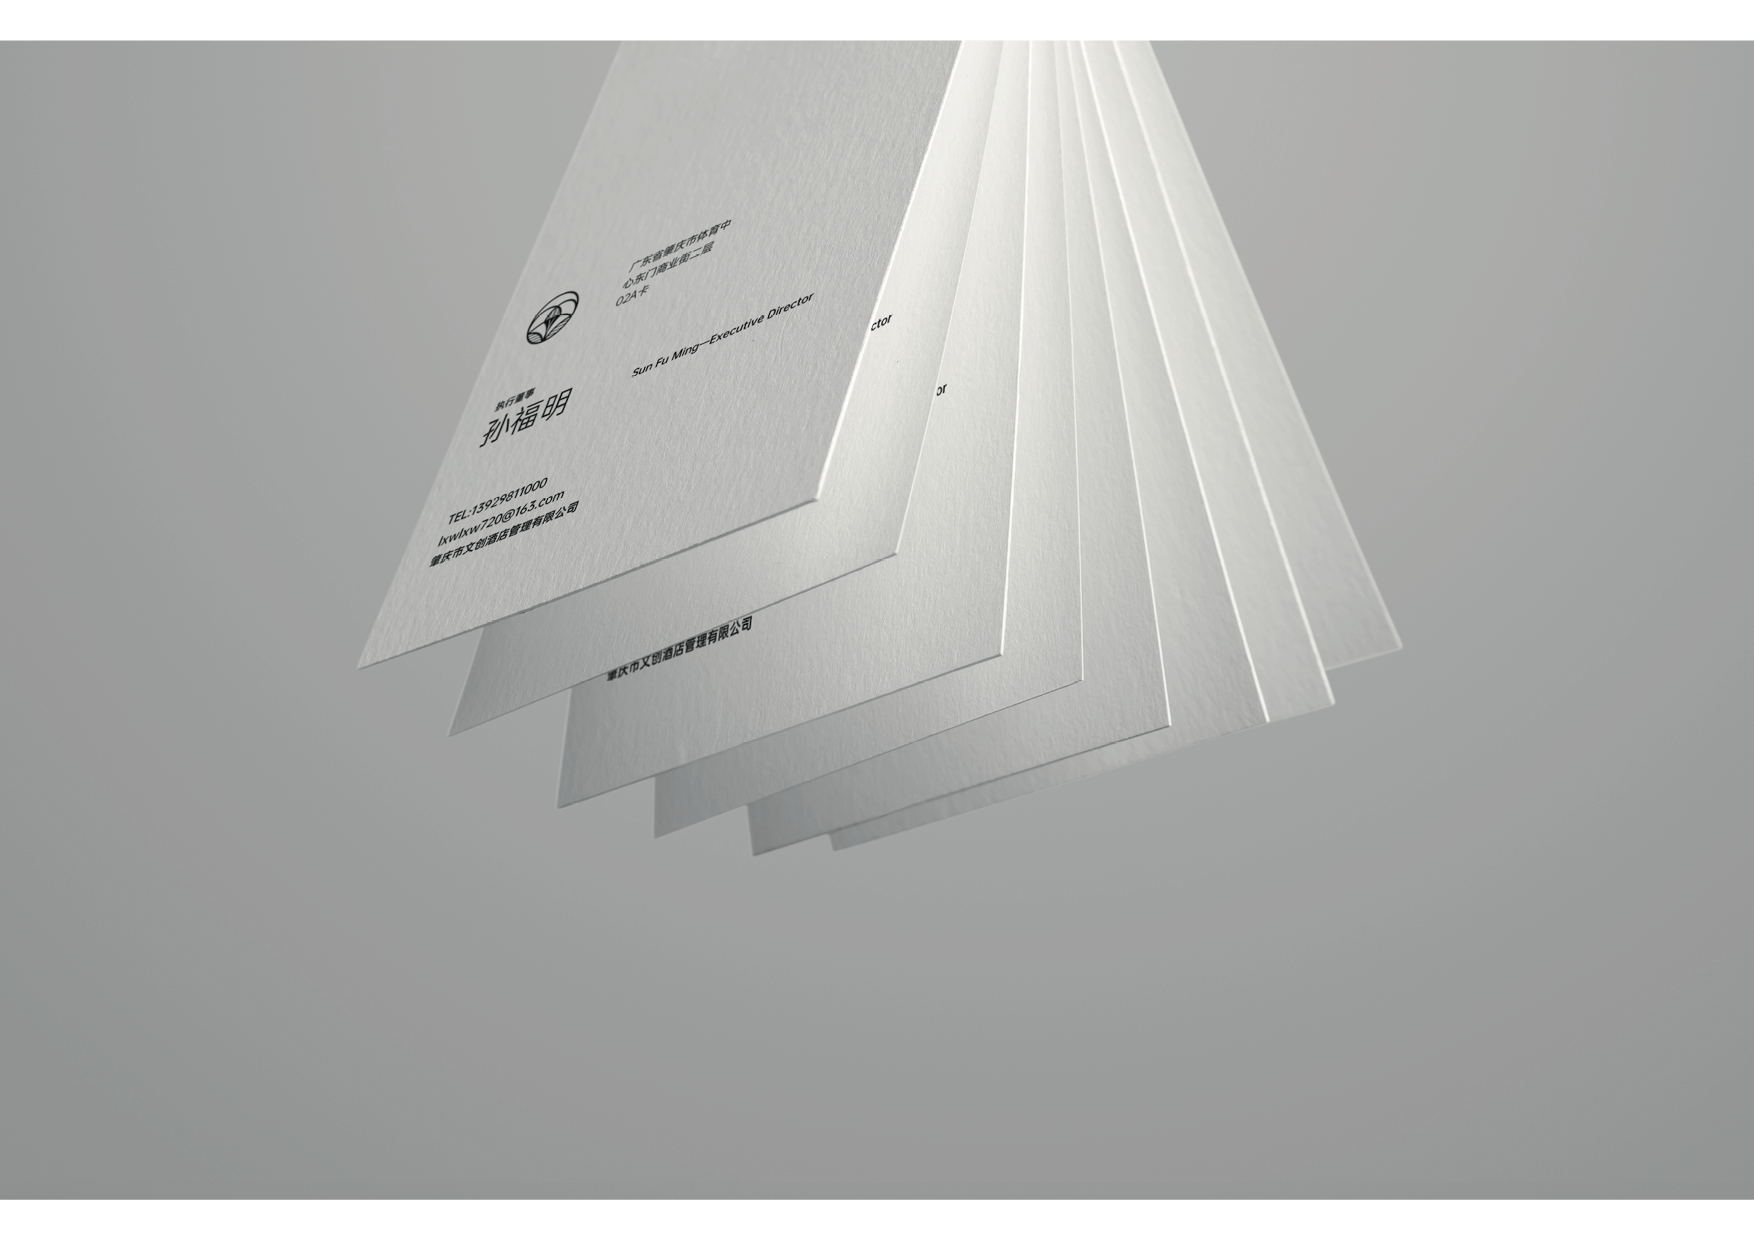 广东省肇庆市体育中
心东门商业街二层
02A卡
Sun Fu Ming—Executive Director
执行董事
孙福明
TEL:13929811000
lxwlxw720@163.com
肇庆市文创酒店管理有限公司
ctor
or
肇庆市文创酒店管理有限公司